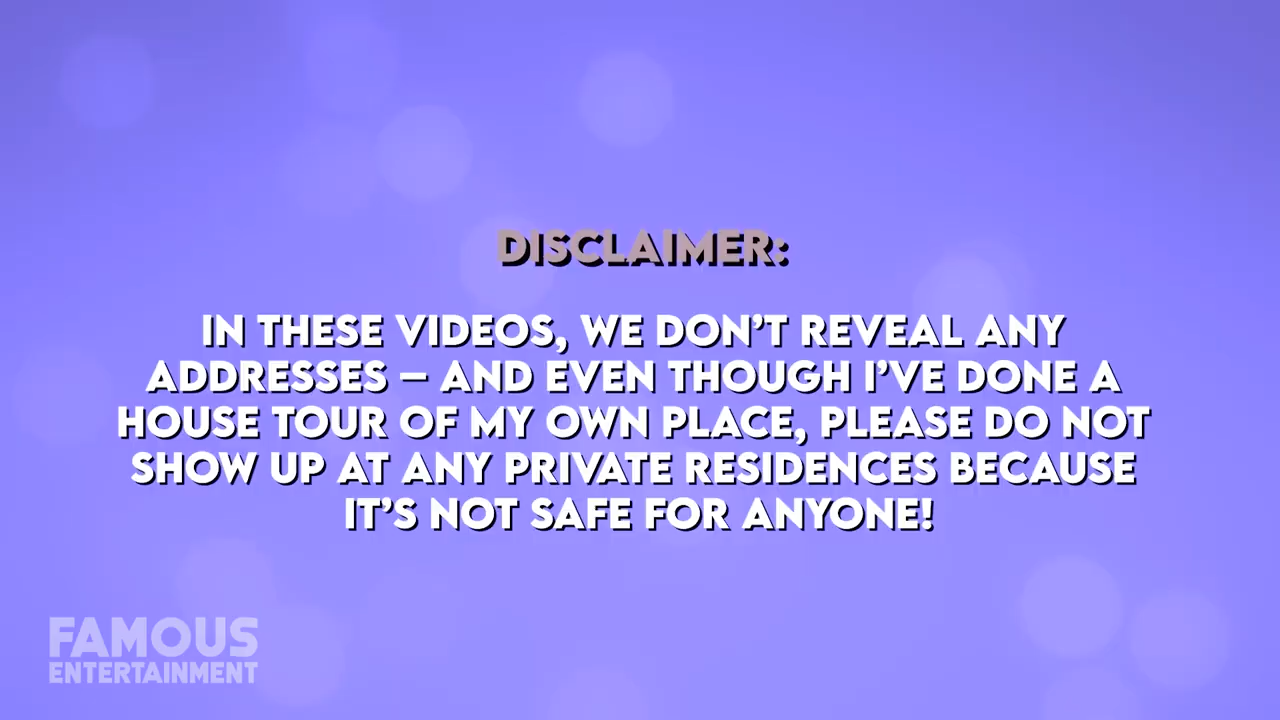 DISCLAIMER:
IN THESE VIDEOS, WE DON'T REVEAL ANY
ADDRESSES – AND EVEN THOUGH I'VE DONE A
HOUSE TOUR OF MY OWN PLACE, PLEASE DO NOT
SHOW UP AT ANY PRIVATE RESIDENCES BECAUSE
IT'S NOT SAFE FOR ANYONE!
FAMOUS
ENTERTAINMENT